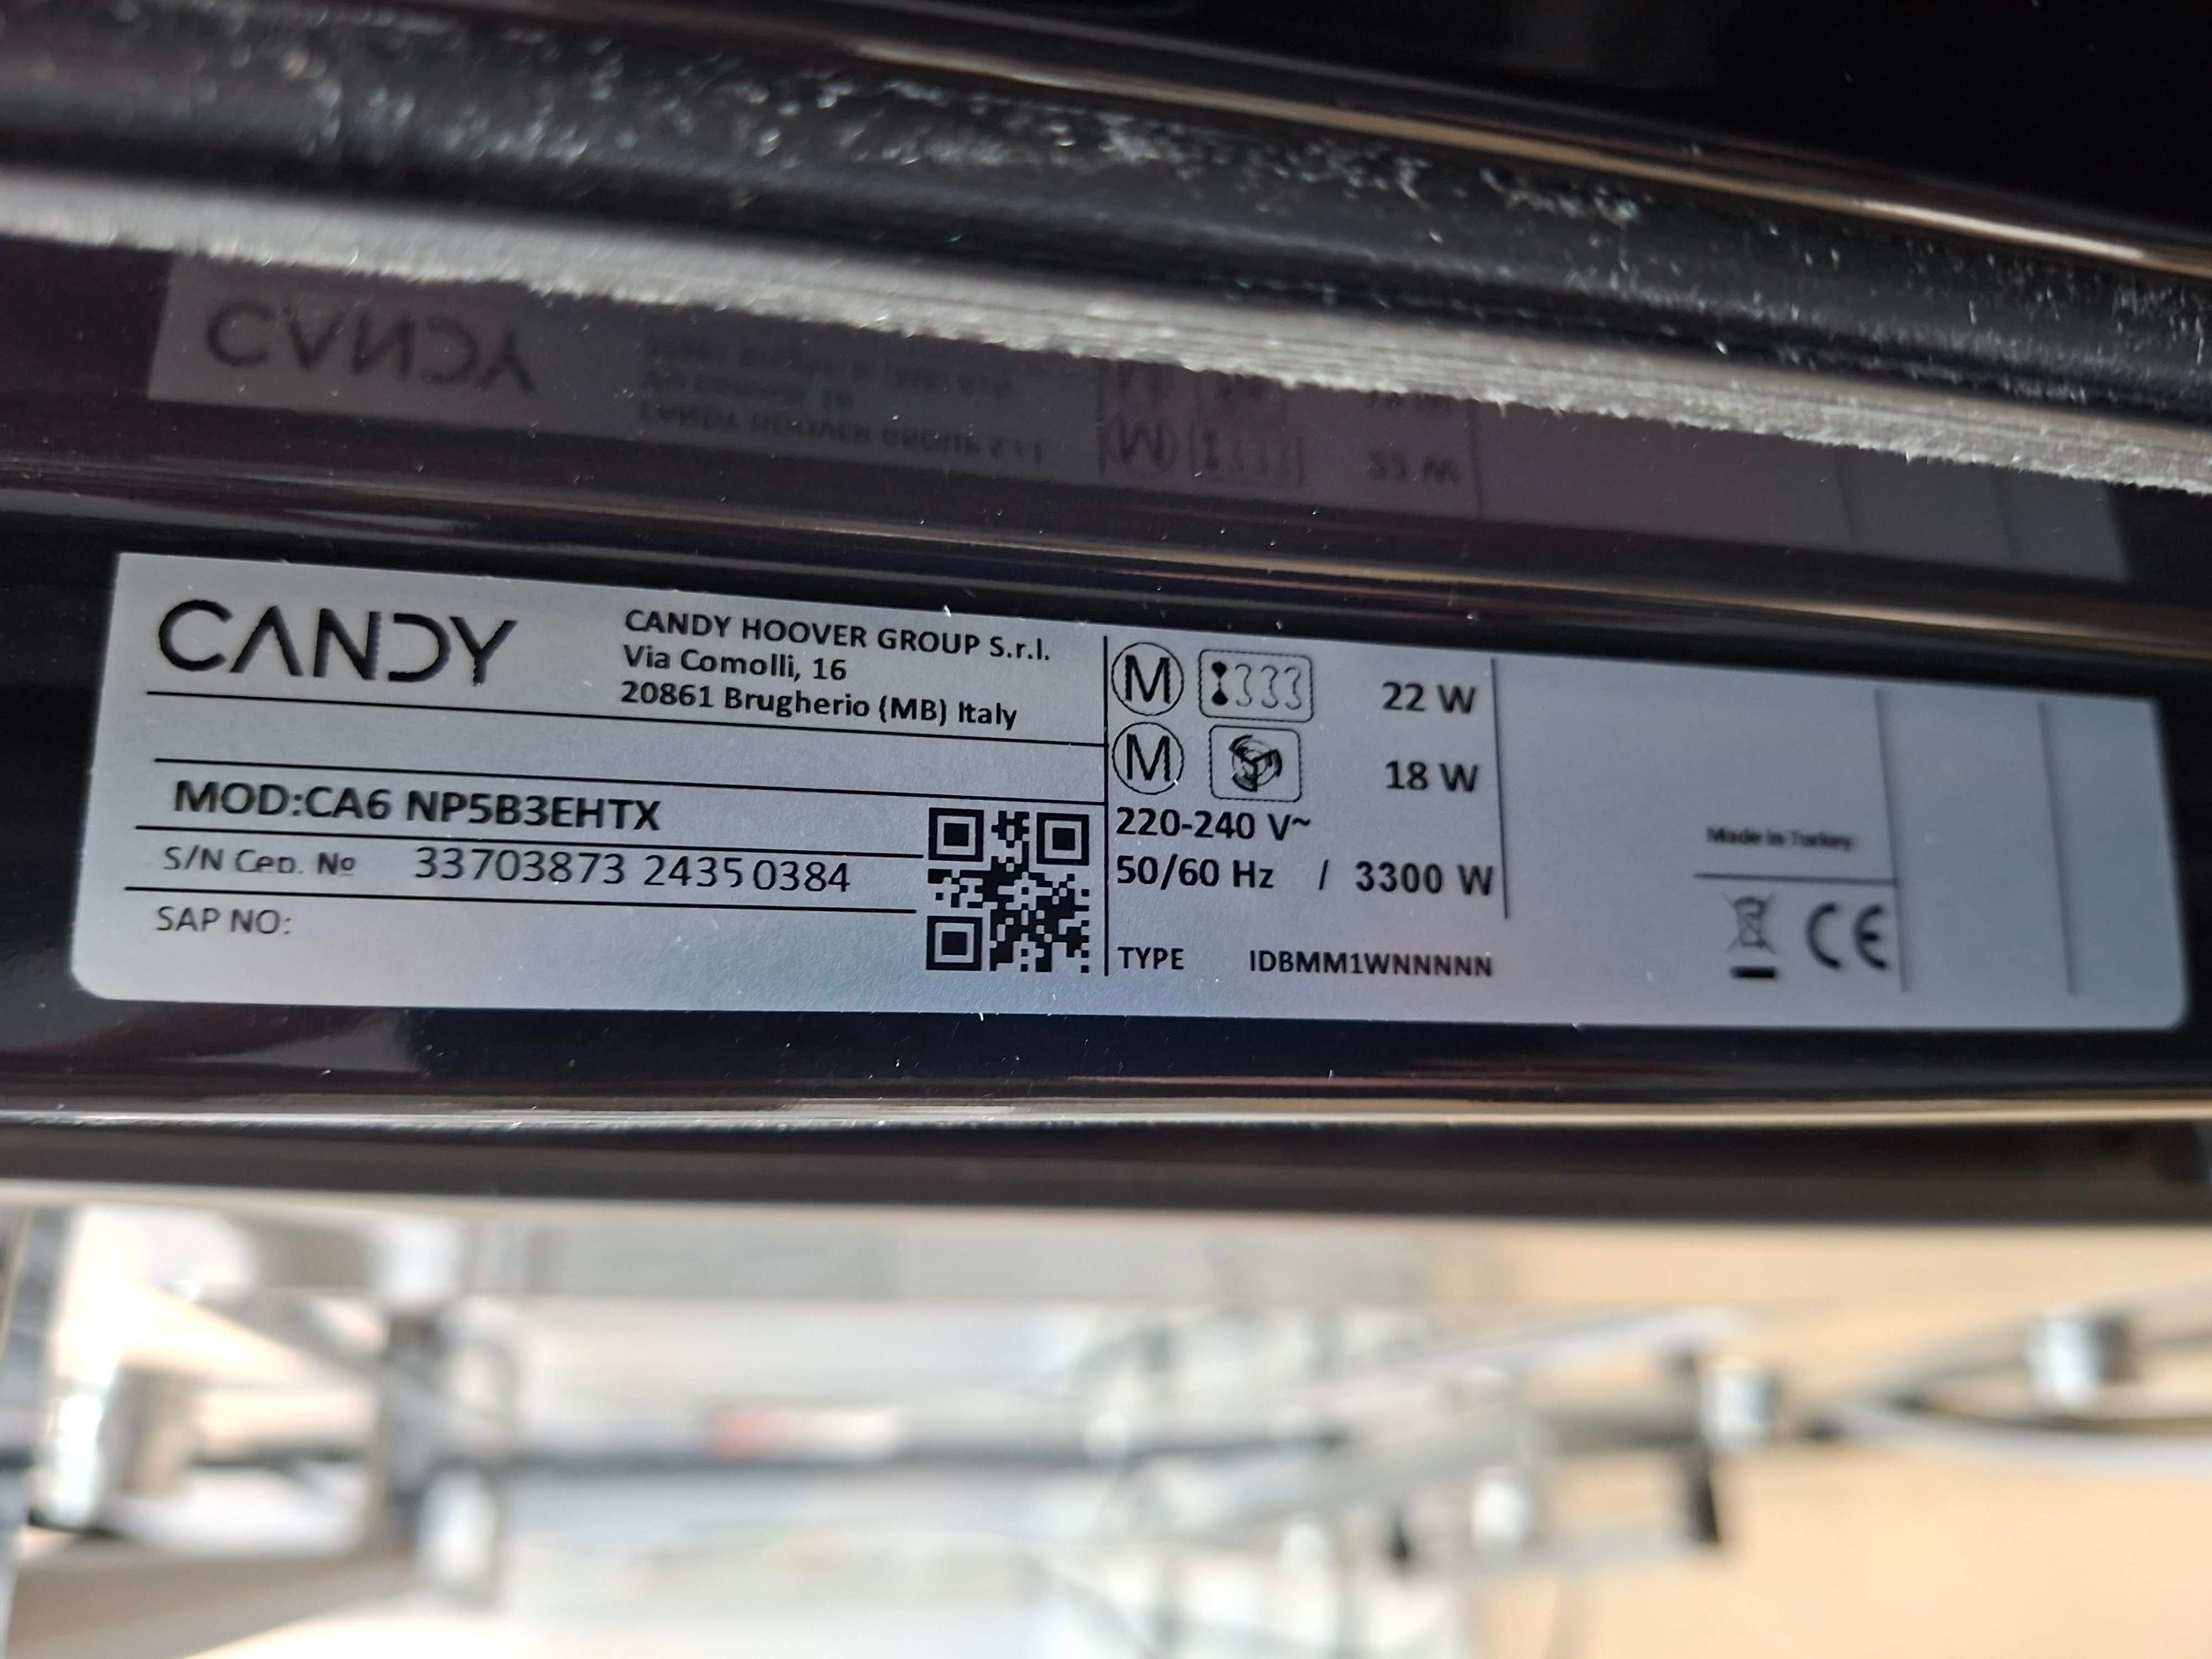 CANDY
CANDY HOOVER GROUP S.r.l.
Via Comolli, 16
20861 Brugherio (MB) Italy
MOD:CA6 NP5B3EHTX
S/N Сер. №	33703873 24350384
SAP NO:
M 22 W
M 18 W
220-240 V~
50/60 Hz / 3300 W
TYPE IDBMM1WNNNNN
Made in Turkey
CE